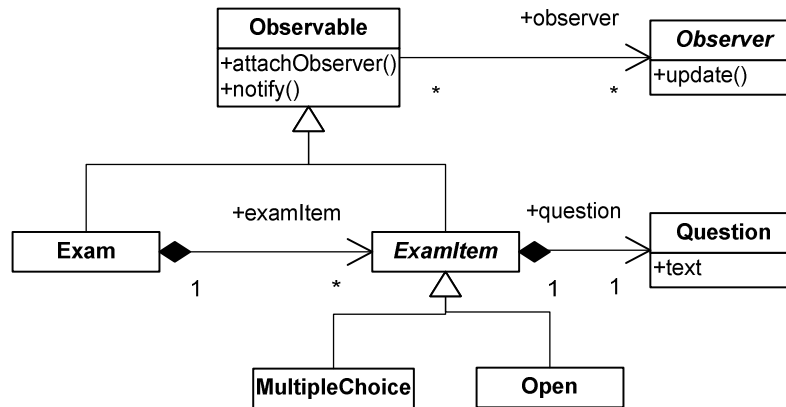 Observable
+attachObserver()
+notify()
+observer
*
*
Observer
+update()
Exam
+examItem
1
*
ExamItem
+question
1
1
Question
+text
MultipleChoice
Open